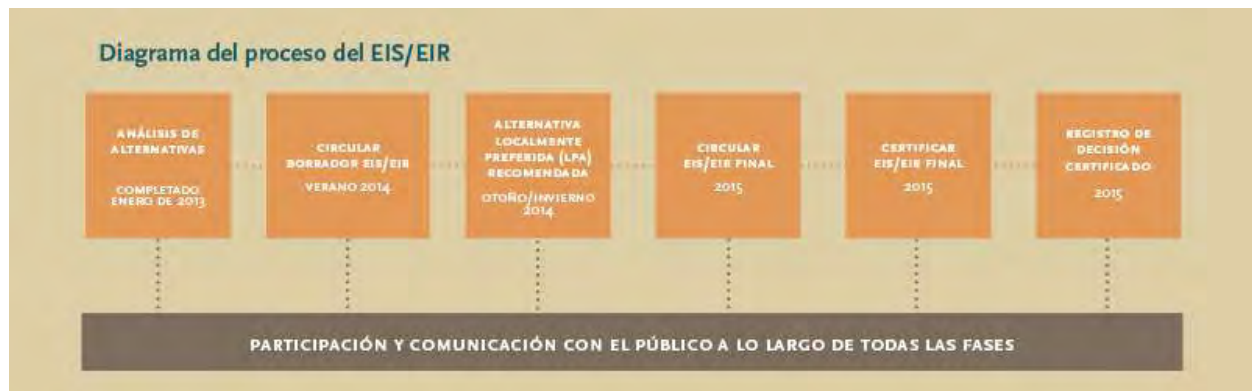 Diagrama del proceso del EIS/EIR
ANÁLISIS DE
ALTERNATIVAS
COMPLETADO
ENERO DE 2013
CIRCULAR
BORRADOR EIS/EIR
VERANO 2014
ALTERNATIVA
LOCALMENTE
PREFERIDA (LPA)
RECOMENDADA
OTOÑO/INVIERNO
2014
CIRCULAR
EIS/EIR FINAL
2015
CERTIFICAR
EIS/EIR FINAL
2015
REGISTRO DE
DECISIÓN
CERTIFICADO
2015
PARTICIPACIÓN Y COMUNICACIÓN CON EL PÚBLICO A LO LARGO DE TODAS LAS FASES